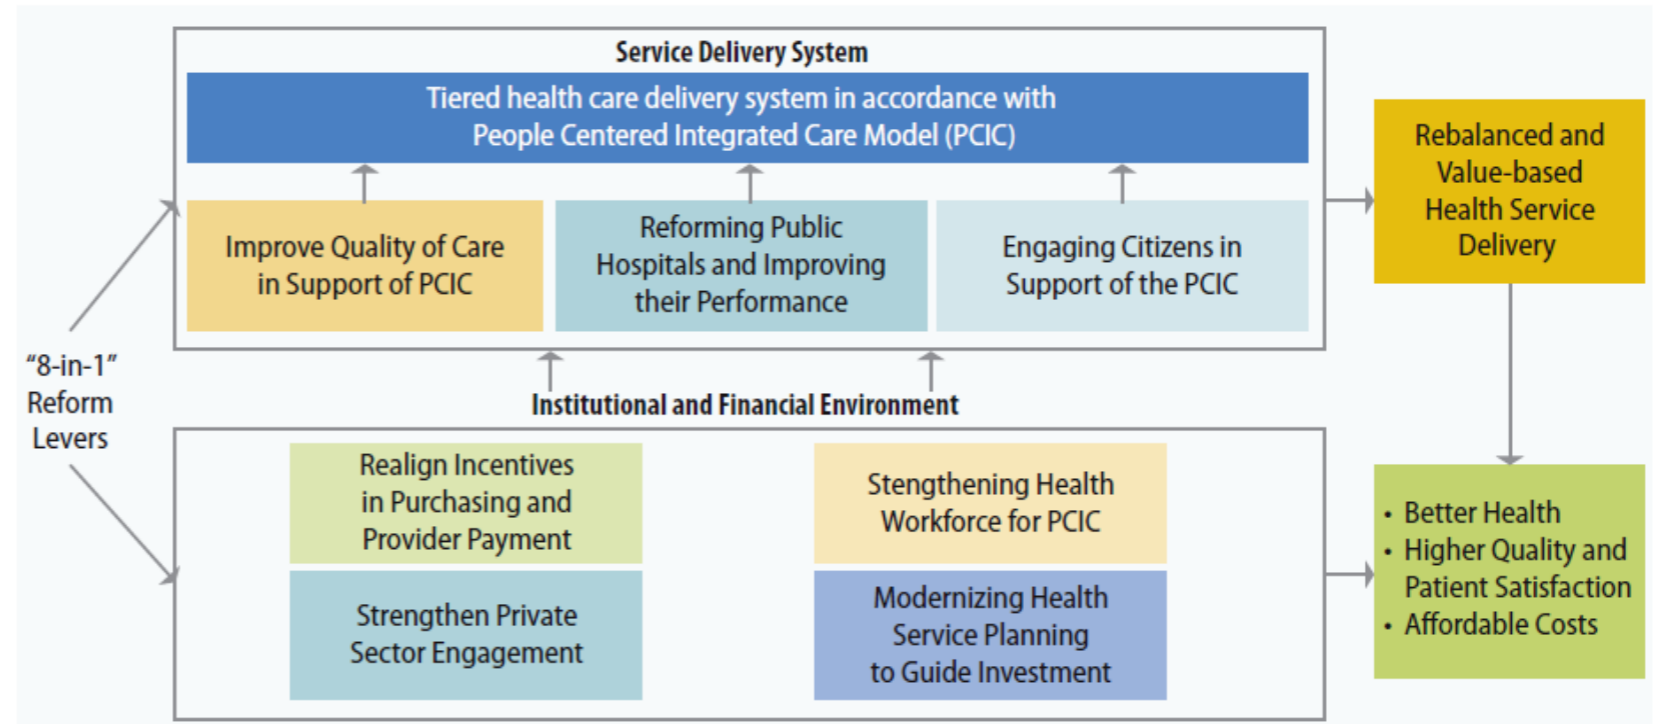 Service Delivery System
Tiered health care delivery system in accordance with
People Centered Integrated Care Model (PCIC)
Improve Quality of Care
in Support of PCIC
Reforming Public
Hospitals and Improving
their Performance
Engaging Citizens in
Support of the PCIC
Rebalanced and
Value-based
Health Service
Delivery
“8-in-1”
Reform
Levers
Institutional and Financial Environment
Realign Incentives
in Purchasing and
Provider Payment
Stengthening Health
Workforce for PCIC
Strengthen Private
Sector Engagement
Modernizing Health
Service Planning
to Guide Investment
• Better Health
• Higher Quality and
Patient Satisfaction
• Affordable Costs